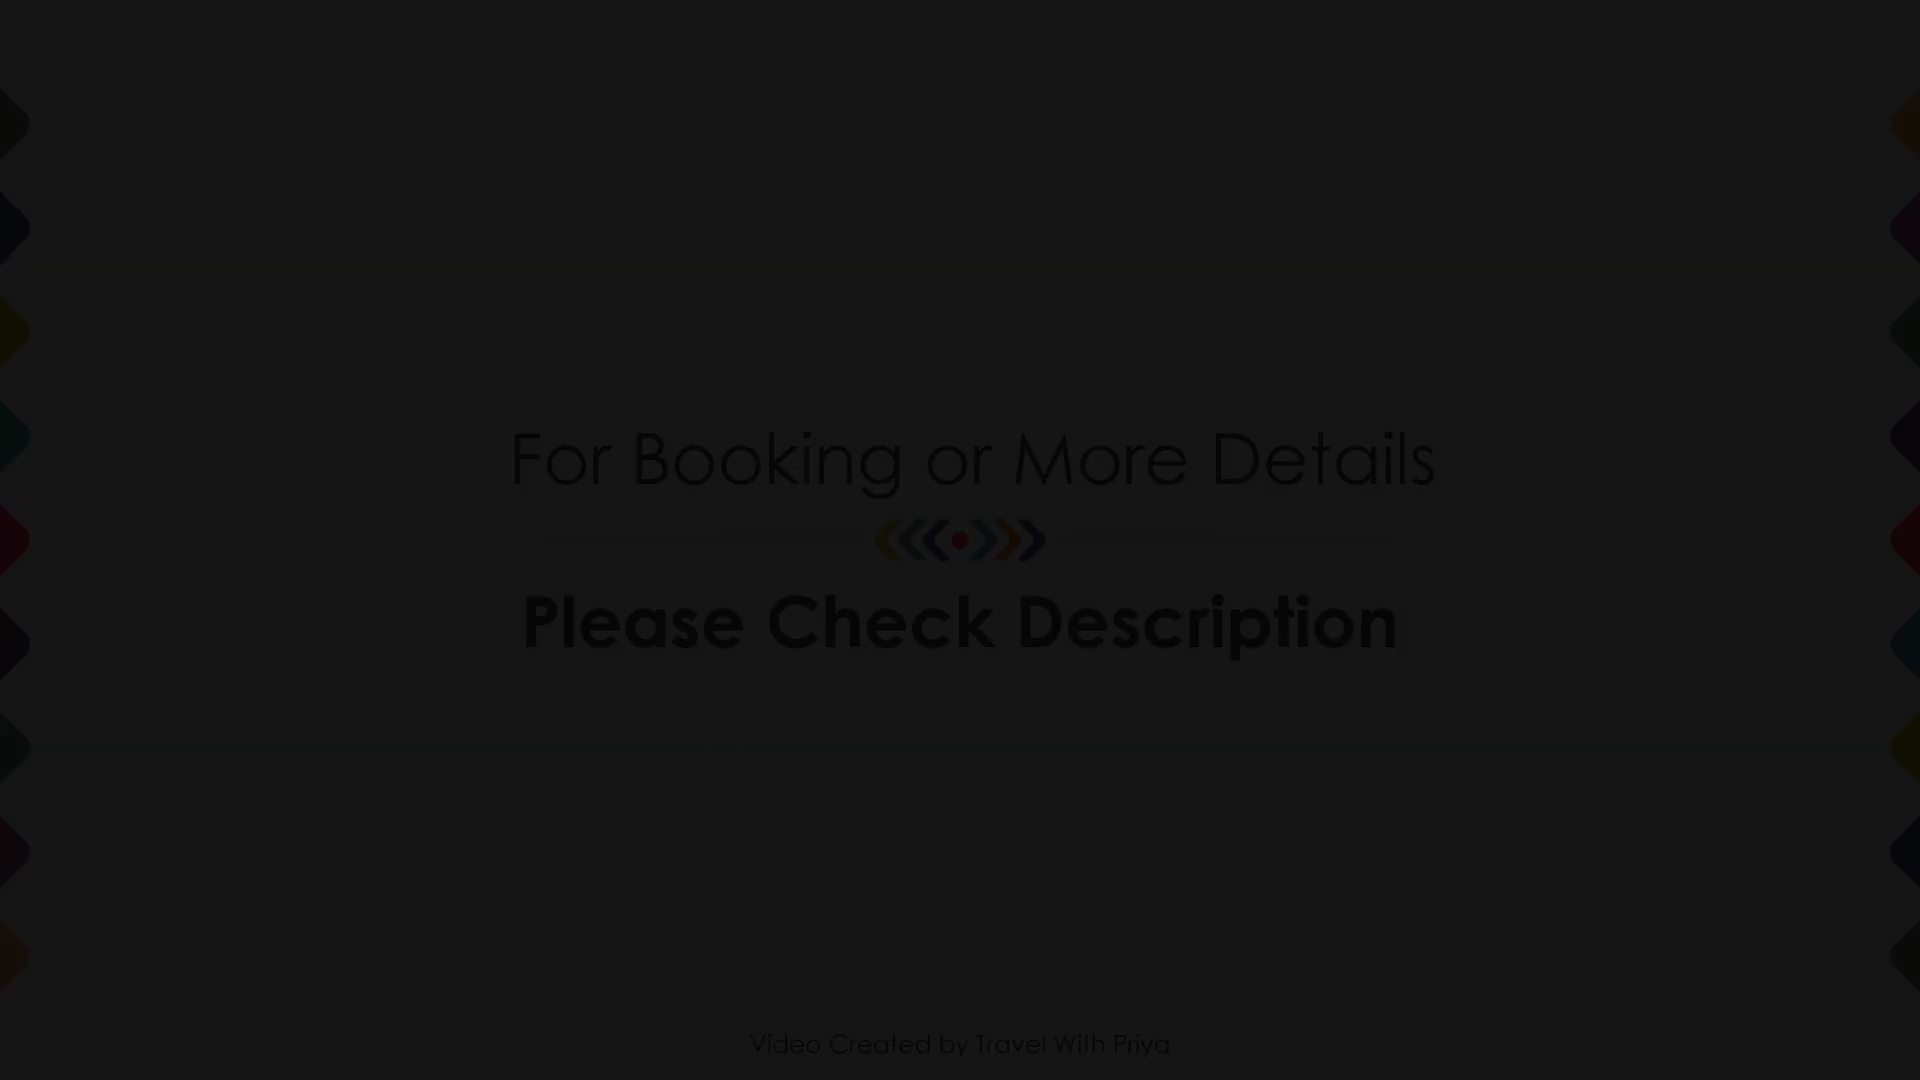 For Booking or More Details
Please Check Description
Video Created by Travel With Priya